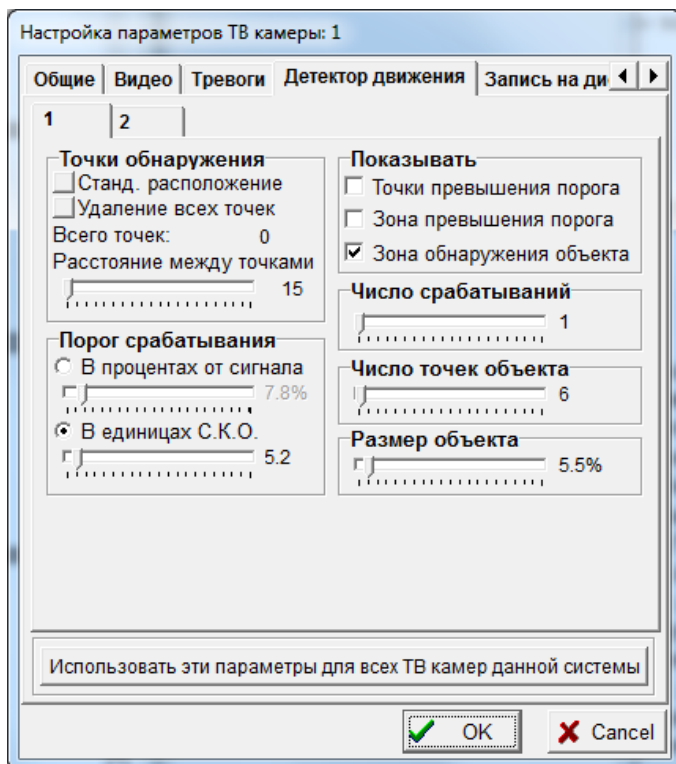 Настройка параметров ТВ камеры: 1
Общие Видео Тревоги Детектор движения Запись на ди
1 2
Точки обнаружения
Станд. расположение
Удаление всех точек
Всего точек: 0
Расстояние между точками
15
Порог срабатывания
В процентах от сигнала
7.8%
В единицах С.К.О.
5.2
Показывать
Точки превышения порога
Зона превышения порога
Зона обнаружения объекта
Число срабатываний
1
Число точек объекта
6
Размер объекта
5.5%
Использовать эти параметры для всех ТВ камер данной системы
OK Cancel